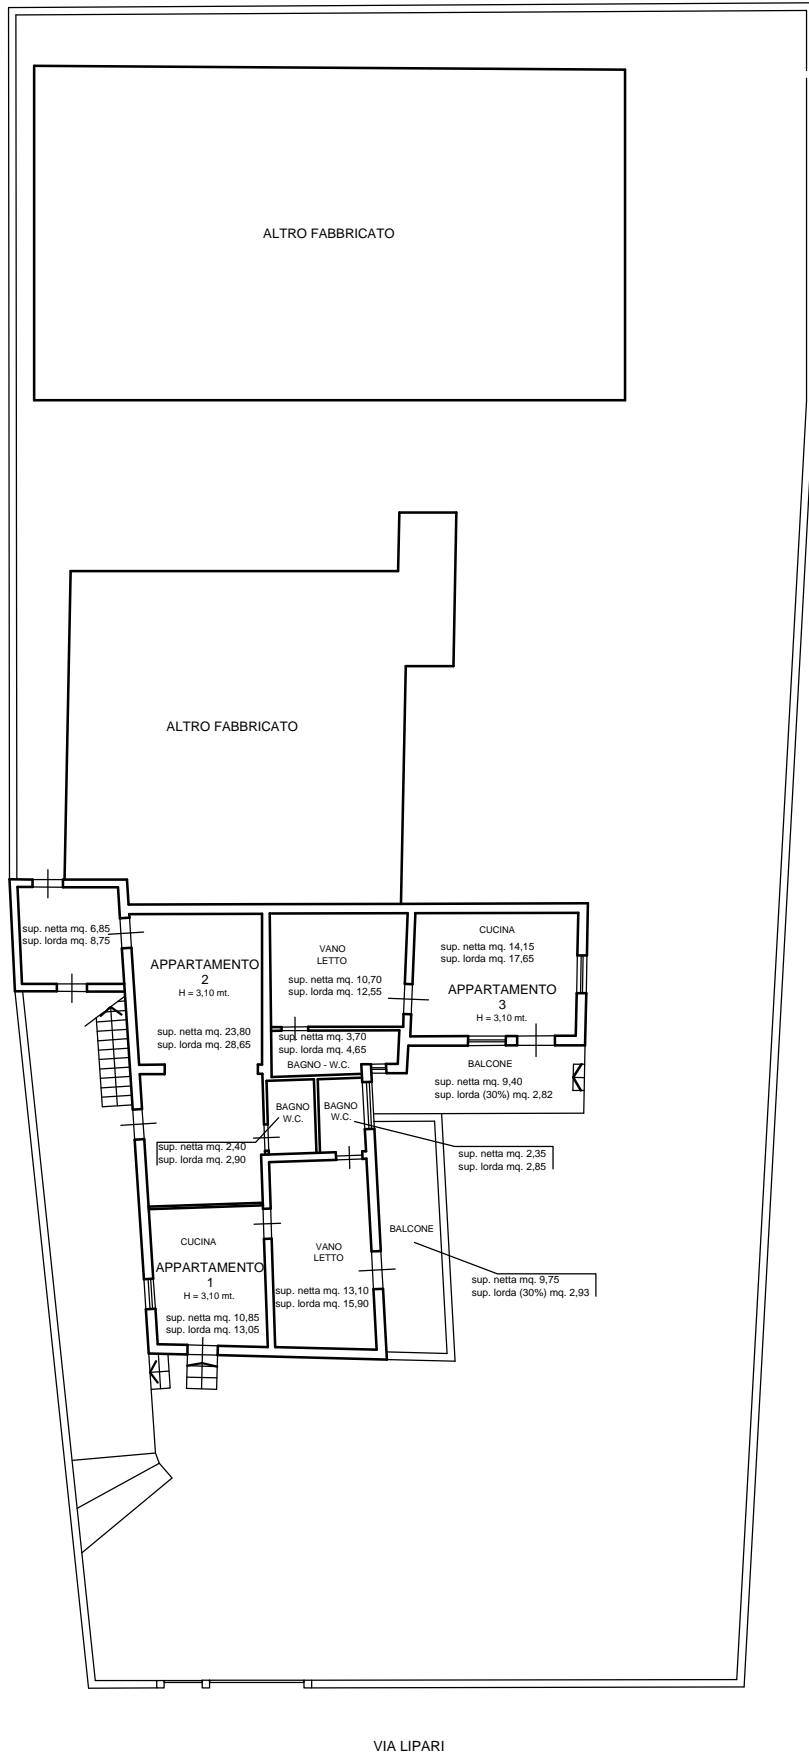 ALTRO FABBRICATO
ALTRO FABBRICATO
sup. netta mq. 6,85
sup. lorda mq. 8,75
APPARTAMENTO
2
H = 3,10 mt.
sup. netta mq. 23,80
sup. lorda mq. 28,65
VANO
LETTO
sup. netta mq. 10,70
sup. lorda mq. 12,55
CUCINA
sup. netta mq. 14,15
sup. lorda mq. 17,65
APPARTAMENTO
3
H = 3,10 mt.
sup. netta mq. 3,70
sup. lorda mq. 4,65
BAGNO - W.C.
BALCONE
sup. netta mq. 9,40
sup. lorda (30%) mq. 2,82
BAGNO
W.C.
BAGNO
W.C.
sup. netta mq. 2,40
sup. lorda mq. 2,90
sup. netta mq. 2,35
sup. lorda mq. 2,85
CUCINA
APPARTAMENTO
1
H = 3,10 mt.
sup. netta mq. 10,85
sup. lorda mq. 13,05
VANO
LETTO
sup. netta mq. 13,10
sup. lorda mq. 15,90
BALCONE
sup. netta mq. 9,75
sup. lorda (30%) mq. 2,93
VIA LIPARI